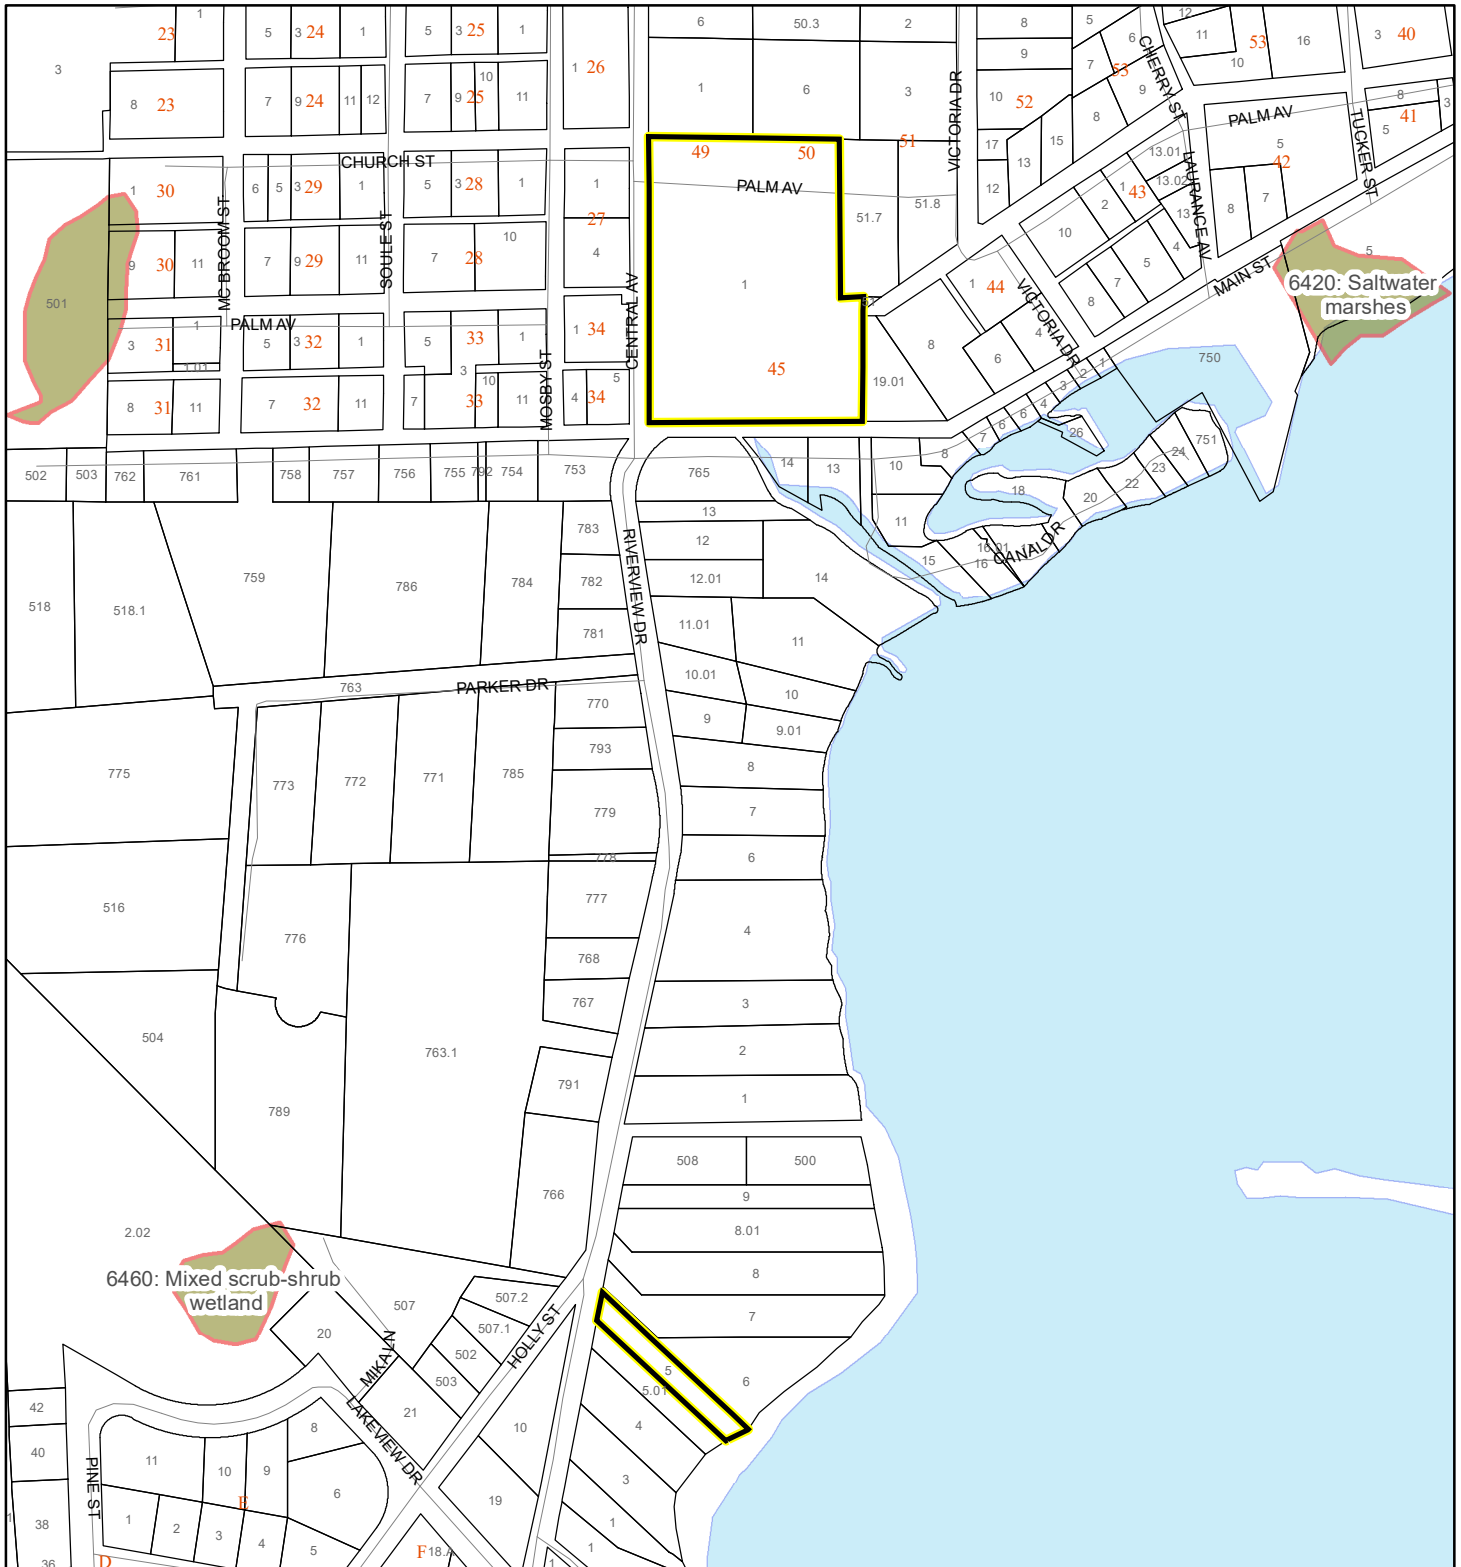 23 1 5 3 24 1 5 3 25 1 6 50.3 2 8 5 12 53 16 3 40
3 1 26 9 7 6 53 11 10
8 23 7 9 24 11 12 7 9 25 10 11 1 6 3 10 52 8 9 8 3 41 5
VICTORIA DR
CHERRY ST
TUCKER ST
PALM AV
49 50 51 17 13 15 5 42
CHURCH ST
PALM AV
1 30 6 5 3 29 1 5 3 28 1 1 12 13.01 13.02 1 43 2 13 8 7
MC BROOM ST
SOULE ST
LAURANCE AV
27 51.7 51.8
9 30 11 7 9 29 11 7 28 10 4 10 4 5 5
MAIN ST
6420: Saltwater
marshes
501
CENTRAL AV
1 1 44 7 8
VICTORIA DR
PALM AV
1 3 31 1.01 5 3 32 1 5 33 1 1 34 8 6 4 750
MOSBY ST
45 19.01
8 31 11 7 32 11 7 3 33 10 11 4 34 5 3 2 1
7 6 6 4 26
502 503 762 761 758 757 756 755 792 754 753 765 14 13 10 8 751 24 23 22 20 18
13 11
783 12 15 16.01 16
CANAL DR
RIVERVIEW DR
518 518.1 759 786 784 782 12.01 14
781 11.01 11
10.01 10
763
PARKER DR
770 9 9.01
793
775 773 772 771 785 8
779 7
778 6
516 776 777 4
768
767 3
504 763.1 2
791 1
789
766 508 500
9
2.02 8.01
6460: Mixed scrub-shrub
wetland
8
507 507.2 7
507.1
20 502
HOLLY ST
MIKA LN
503 5 6
5.01
LAKEVIEW DR
42 21 10 4
8
40 11 10 9 3
PINE ST
6 19
E
38 1 2 3 4 5 1
F 18.A 1
36 D 1